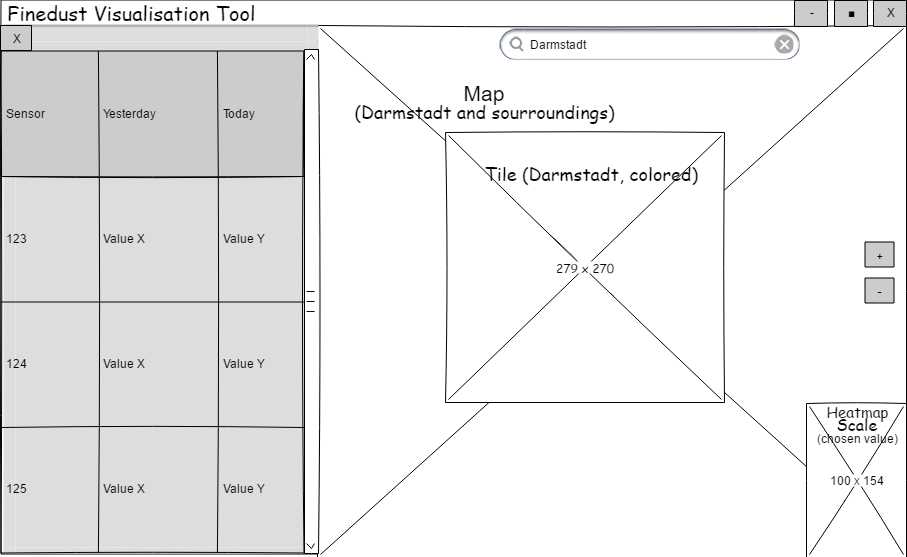 Finedust Visualisation Tool
- ▪ X
X
Darmstadt
Sensor Yesterday Today
123 Value X Value Y
124 Value X Value Y
125 Value X Value Y
Map
(Darmstadt and sourroundings)
Tile (Darmstadt, colored)
279 x 270
+
-
Heatmap
Scale
(chosen value)
100 x 154